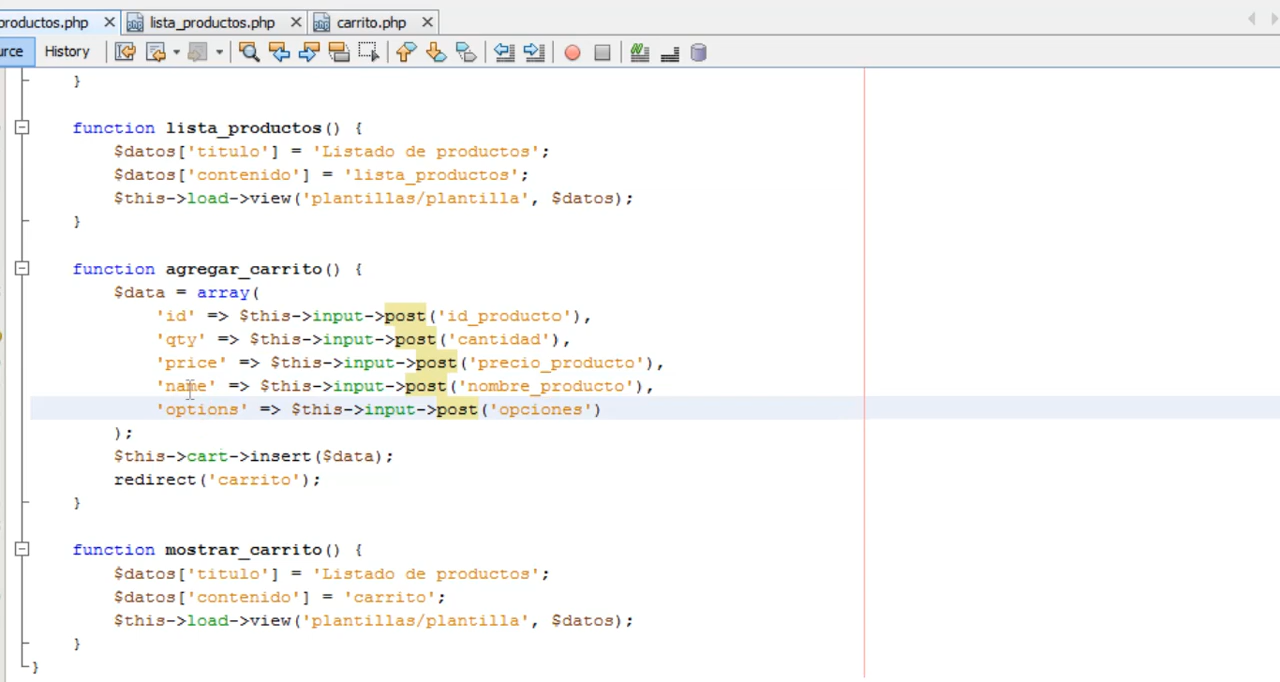 productos.php lista_productos.php carrito.php
urce History
}
function lista_productos() {
$datos['titulo'] = 'Listado de productos';
$datos['contenido'] = 'lista_productos';
$this->load->view('plantillas/plantilla', $datos);
}
function agregar_carrito() {
$data = array(
'id' => $this->input->post('id_producto'),
'qty' => $this->input->post('cantidad'),
'price' => $this->input->post('precio_producto'),
'name' => $this->input->post('nombre_producto'),
'options' => $this->input->post('opciones')
);
$this->cart->insert($data);
redirect('carrito');
}
function mostrar_carrito() {
$datos['titulo'] = 'Listado de productos';
$datos['contenido'] = 'carrito';
$this->load->view('plantillas/plantilla', $datos);
}
}